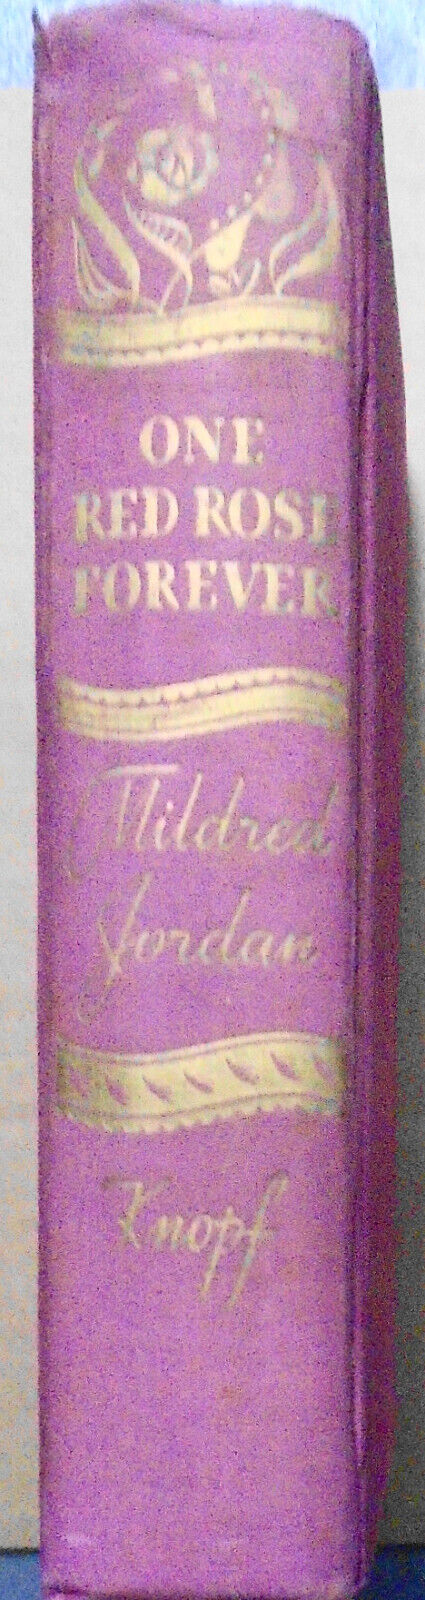 ONE
RED ROSE
FOREVER
Mildred
Jordan
Knopf